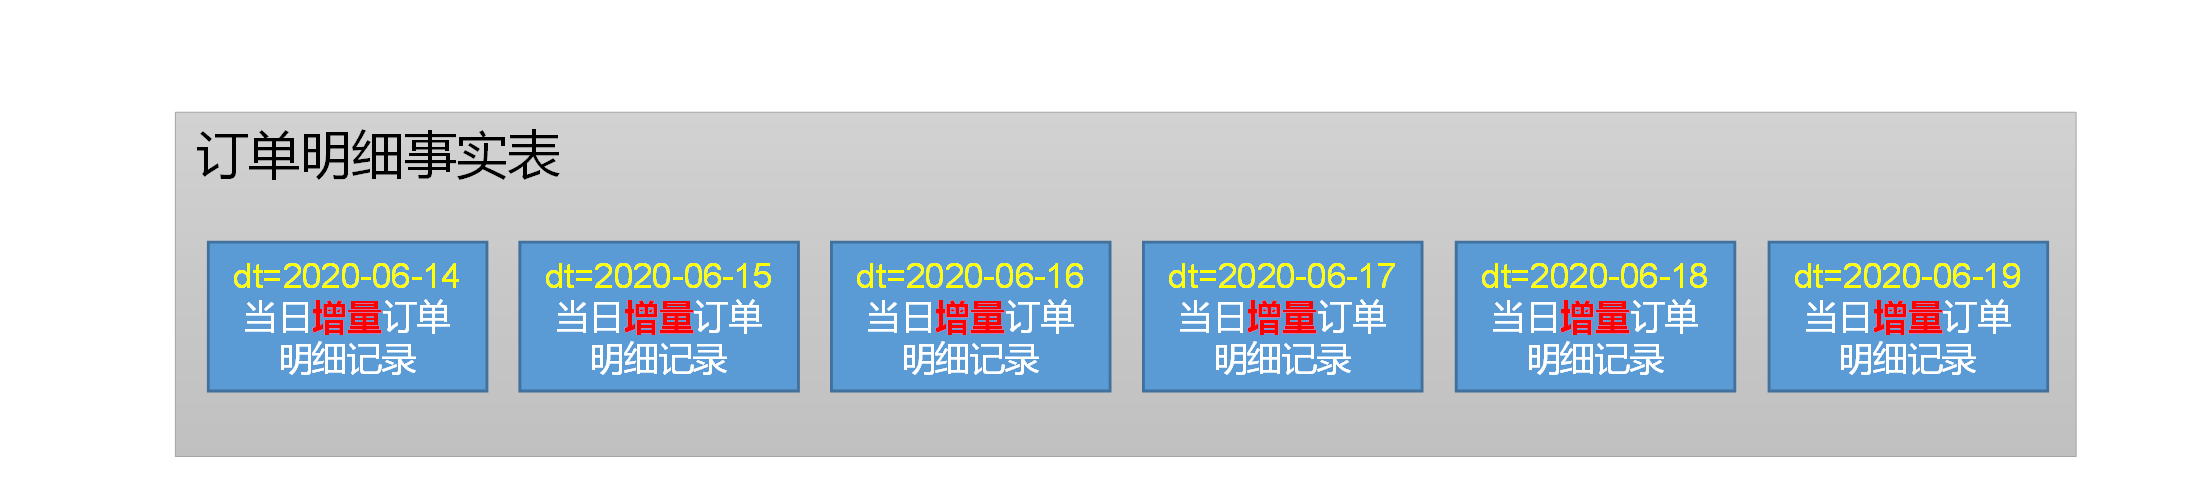 订单明细事实表
dt=2020-06-14
当日增量订单
明细记录
dt=2020-06-15
当日增量订单
明细记录
dt=2020-06-16
当日增量订单
明细记录
dt=2020-06-17
当日增量订单
明细记录
dt=2020-06-18
当日增量订单
明细记录
dt=2020-06-19
当日增量订单
明细记录